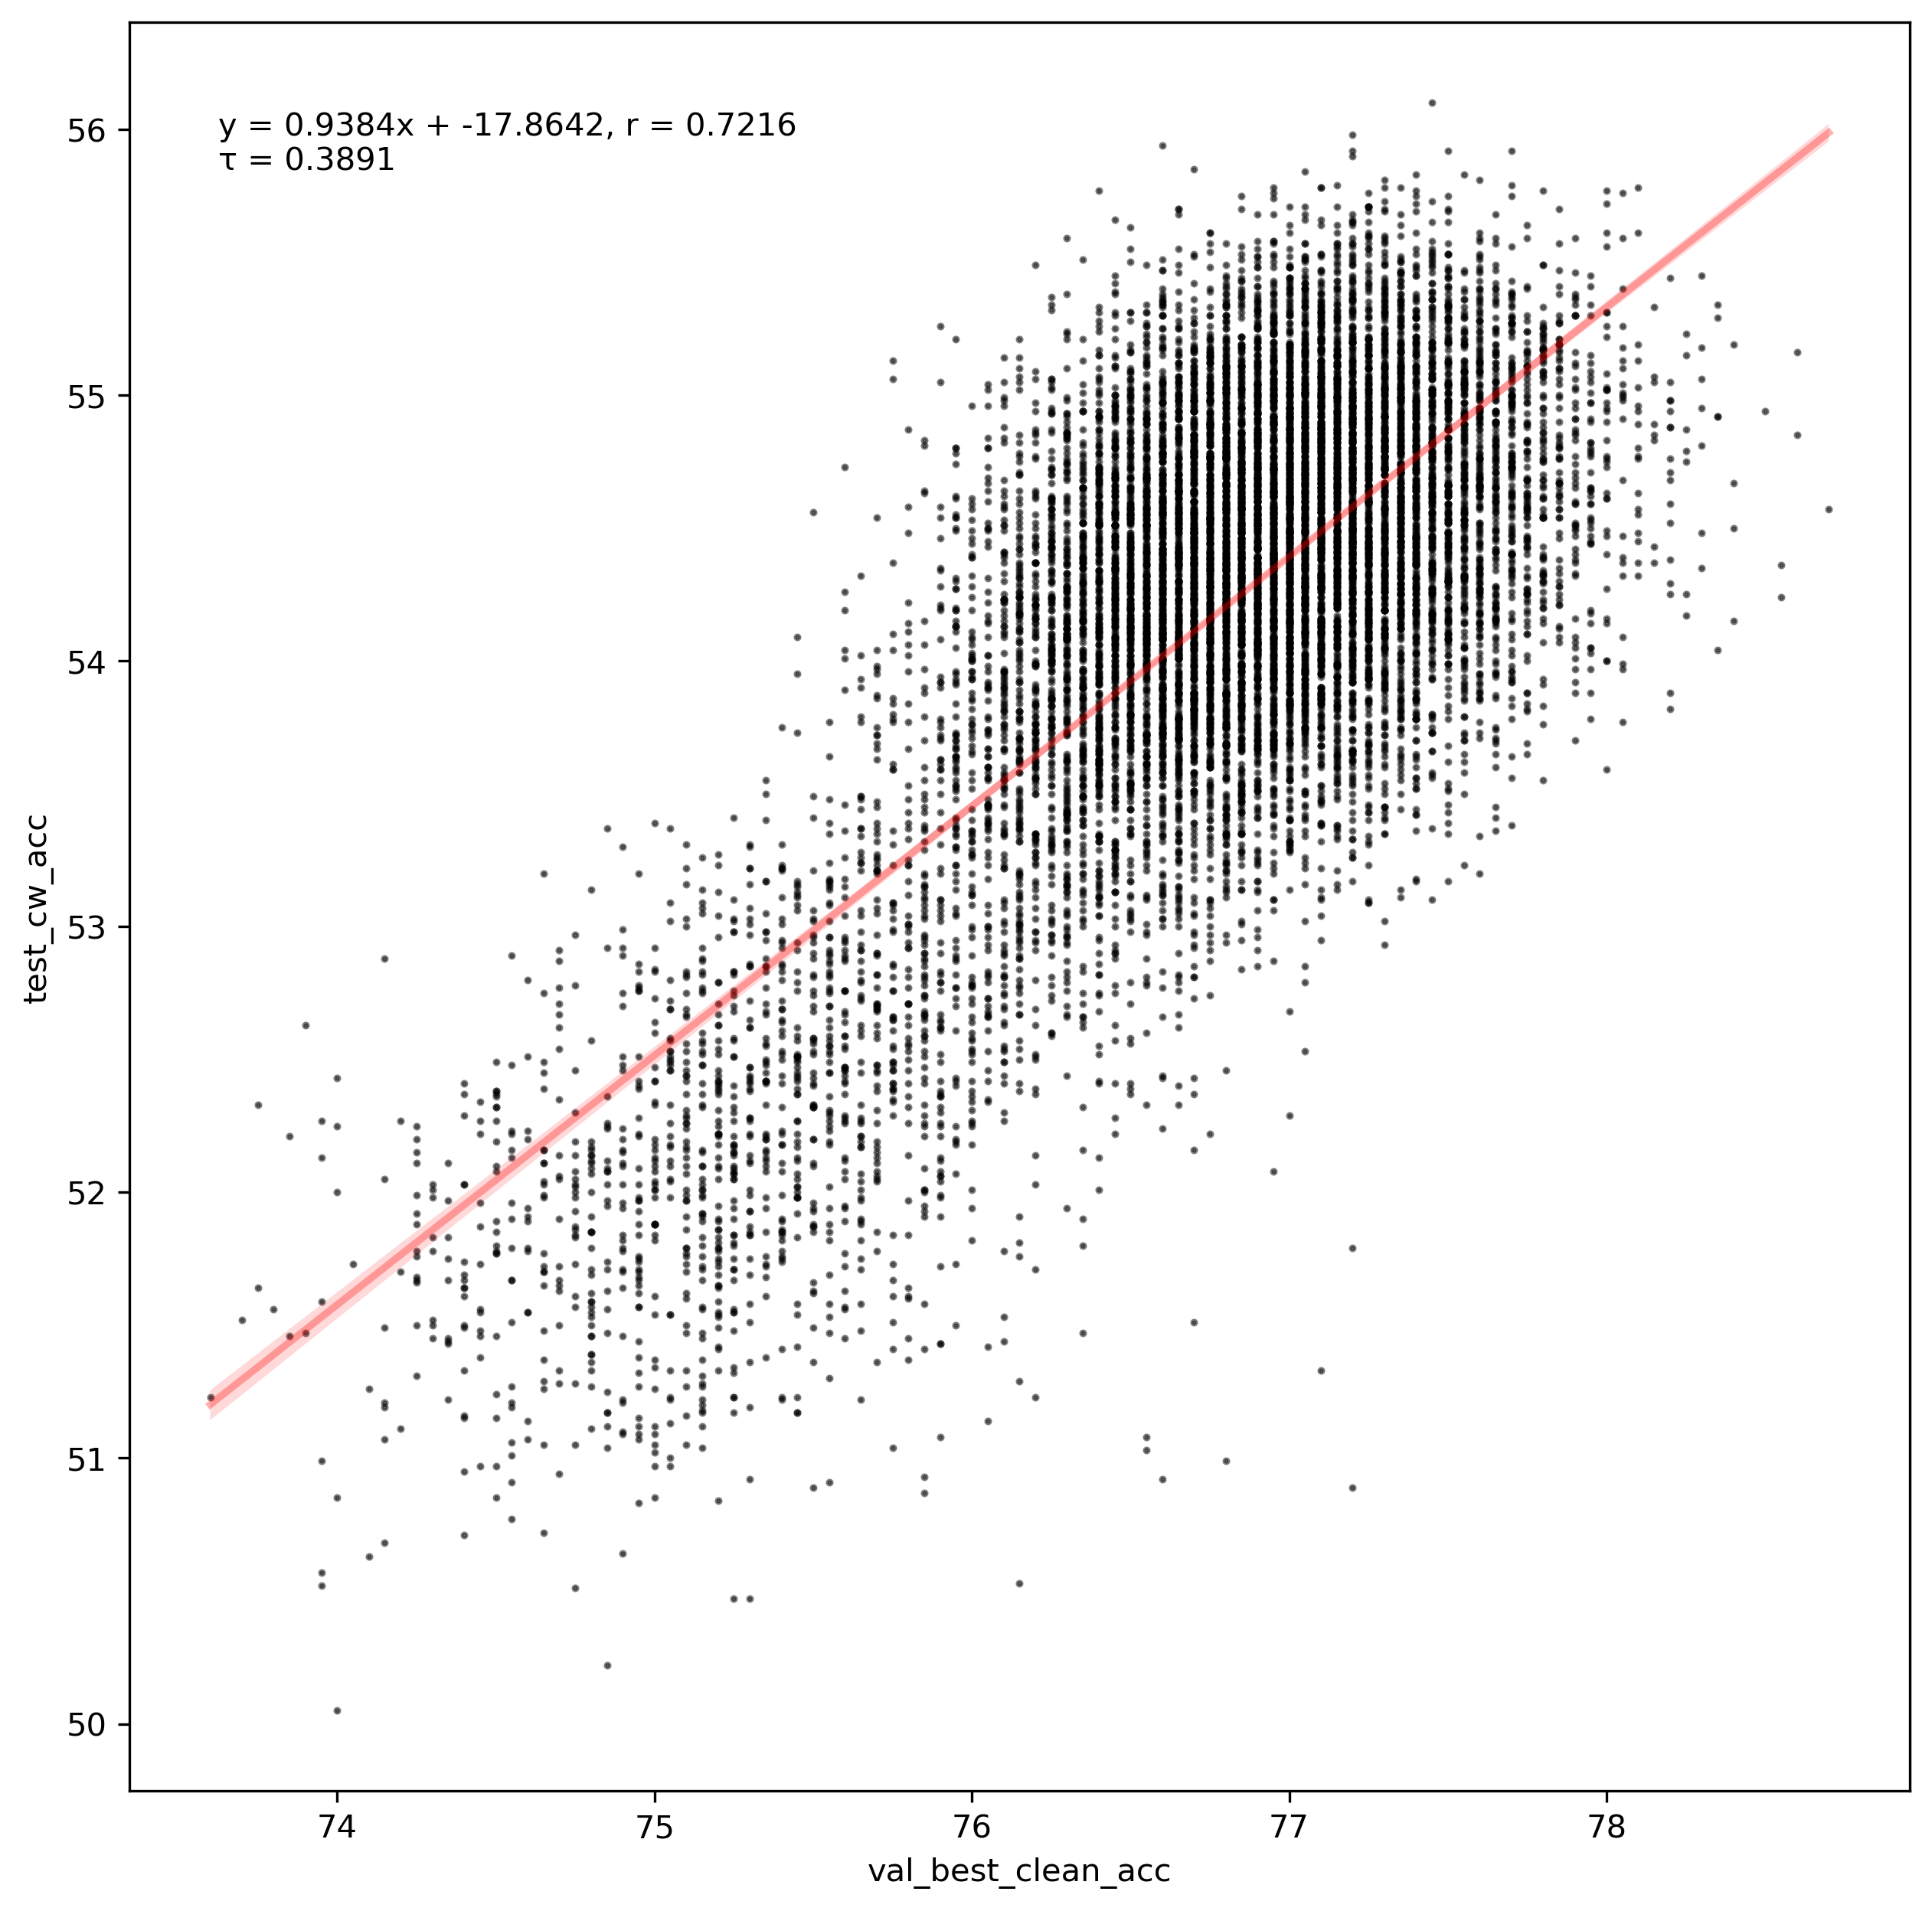 y = 0.9384x + -17.8642, r = 0.7216
τ = 0.3891
56
55
54
53
52
51
50
test_cw_acc
74 75 76 77 78
val_best_clean_acc